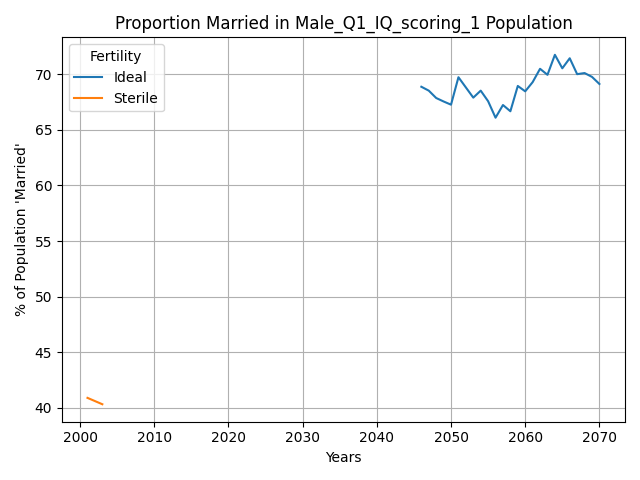 Proportion Married in Male_Q1_IQ_scoring_1 Population
Fertility
Ideal
Sterile
% of Population 'Married'
70
65
60
55
50
45
40
2000 2010 2020 2030 2040 2050 2060 2070
Years